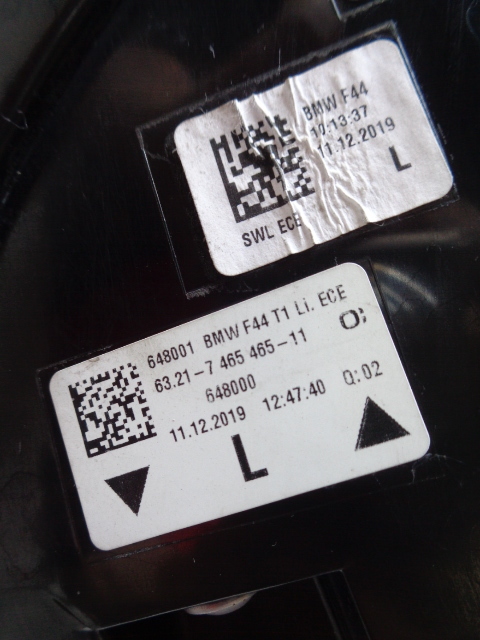 BMW F44
10:13:37
11.12.2019
L
SWL ECE
648001 BMW F44 T1 Li. ECE
63.21-7 465 465-11
648000
11.12.2019 12:47:40 Q:02
L